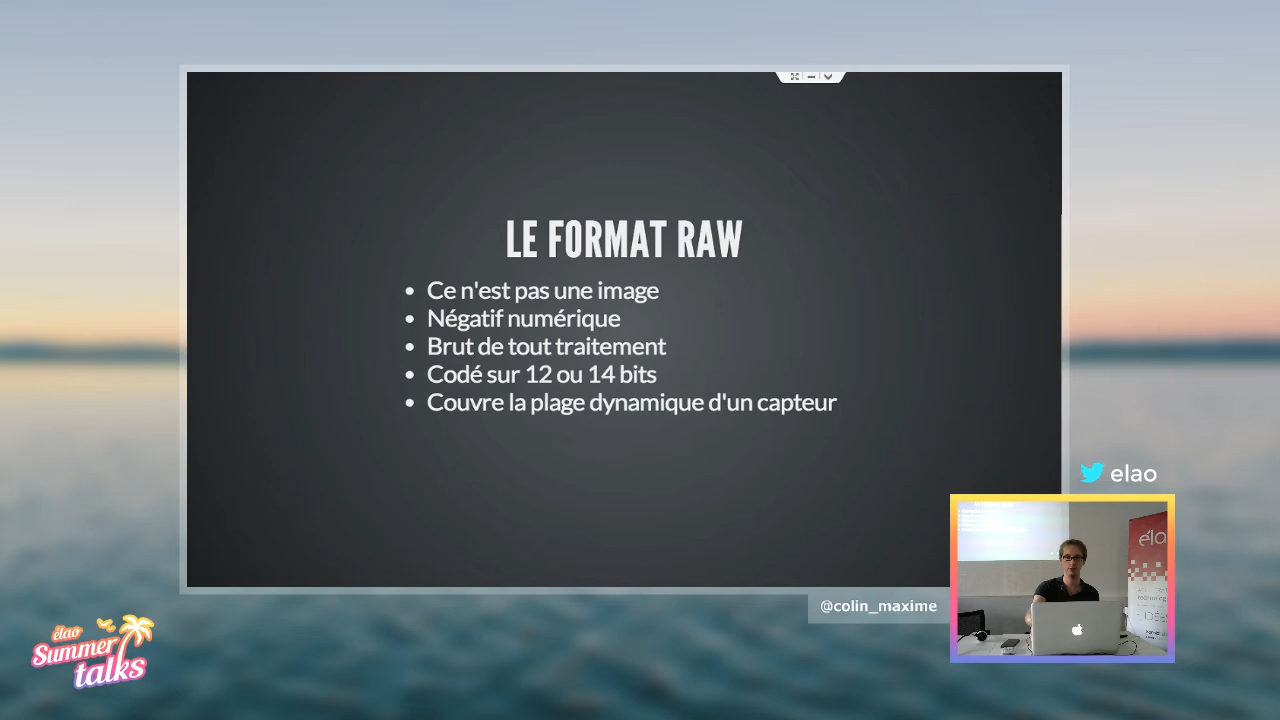 LE FORMAT RAW
Ce n'est pas une image
Négatif numérique
Brut de tout traitement
Codé sur 12 ou 14 bits
Couvre la plage dynamique d'un capteur
elao
@colin_maxime
élao
Summer
talks
éla